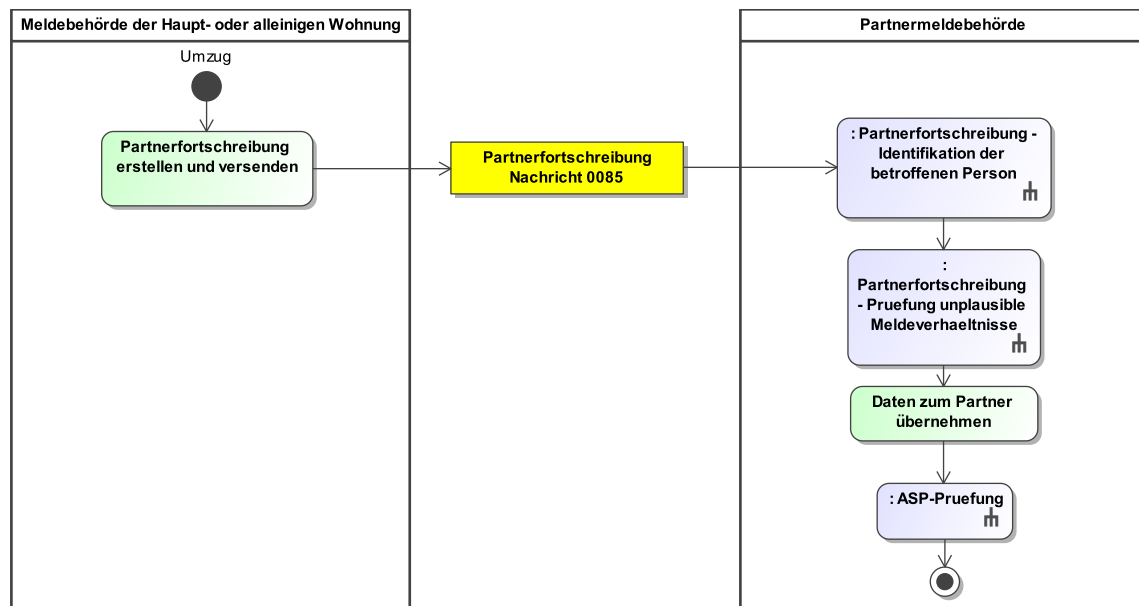 Meldebehörde der Haupt- oder alleinigen Wohnung
Partnermeldebehörde
Umzug
Partnerfortschreibung
erstellen und versenden
Partnerfortschreibung
Nachricht 0085
: Partnerfortschreibung -
Identifikation der
betroffenen Person
:
Partnerfortschreibung
- Pruefung unplausible
Meldeverhaeltnisse
Daten zum Partner
übernehmen
: ASP-Pruefung